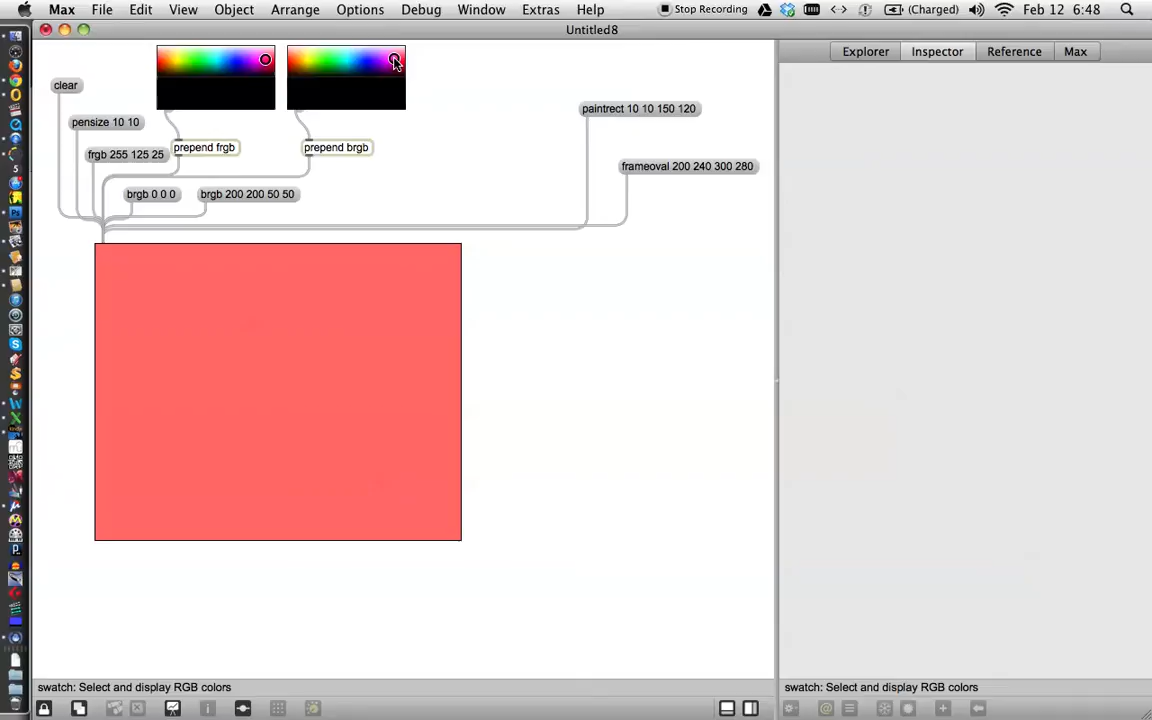 Max File Edit View Object Arrange Options Debug Window Extras Help Stop Recording (Charged) Feb 12 6:48
Untitled8
Explorer Inspector Reference Max
clear
pensize 10 10
paintrect 10 10 150 120
frgb 255 125 25
prepend frgb
prepend brgb
frameoval 200 240 300 280
brgb 0 0 0
brgb 200 200 50 50
swatch: Select and display RGB colors
swatch: Select and display RGB colors